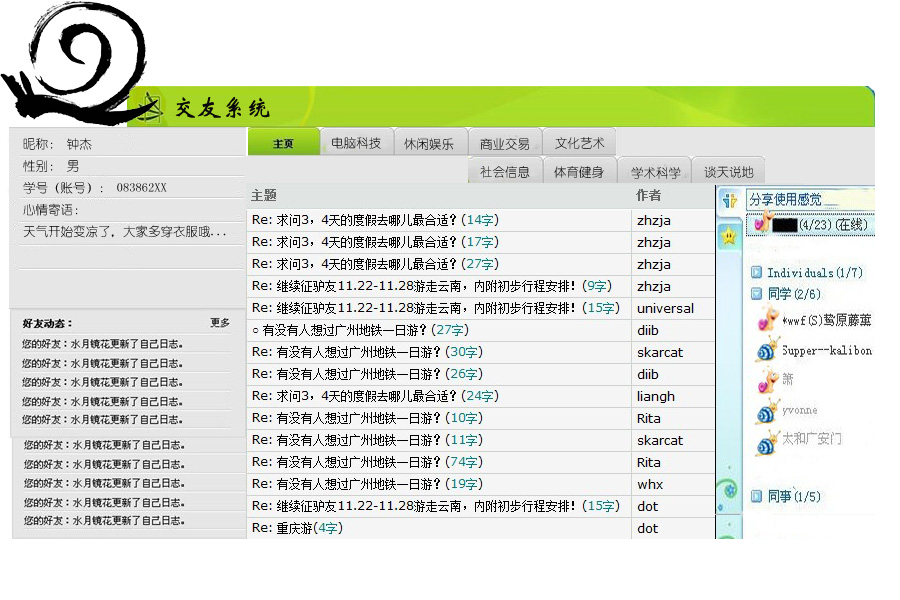 交友系统
昵称： 钟杰
性别： 男
学号（账号）： 083862XX
心情寄语：
天气开始变凉了，大家多穿衣服哦...
好友动态： 更多
您的好友：水月镜花更新了自己日志。
您的好友：水月镜花更新了自己日志。
您的好友：水月镜花更新了自己日志。
您的好友：水月镜花更新了自己日志。
您的好友：水月镜花更新了自己日志。
您的好友：水月镜花更新了自己日志。
您的好友：水月镜花更新了自己日志。
您的好友：水月镜花更新了自己日志。
您的好友：水月镜花更新了自己日志。
您的好友：水月镜花更新了自己日志。
主页 电脑科技 休闲娱乐 商业交易 文化艺术
社会信息 体育健身 学术科学 谈天说地
主题 作者
Re: 求问3，4天的度假去哪儿最合适？(14字) zhzja
Re: 求问3，4天的度假去哪儿最合适？(17字) zhzja
Re: 求问3，4天的度假去哪儿最合适？(27字) zhzja
Re: 继续征驴友11.22-11.28游走云南，内附初步行程安排！(9字) zhzja
Re: 继续征驴友11.22-11.28游走云南，内附初步行程安排！(15字) universal
○ 有没有人想过广州地铁一日游？(27字) diib
Re: 有没有人想过广州地铁一日游？(30字) skarcat
Re: 有没有人想过广州地铁一日游？(26字) diib
Re: 求问3，4天的度假去哪儿最合适？(24字) liangh
Re: 有没有人想过广州地铁一日游？(10字) Rita
Re: 有没有人想过广州地铁一日游？(11字) skarcat
Re: 有没有人想过广州地铁一日游？(74字) Rita
Re: 有没有人想过广州地铁一日游？(19字) whx
Re: 继续征驴友11.22-11.28游走云南，内附初步行程安排！(15字) dot
Re: 重庆游(4字) dot
分享使用感觉
(4/23)(在线)
Individuals(1/7)
同学(2/6)
*wwf(S)莺原藤薰
Supper--kalibon
萧
yvonne
太和广安门
同事(1/5)